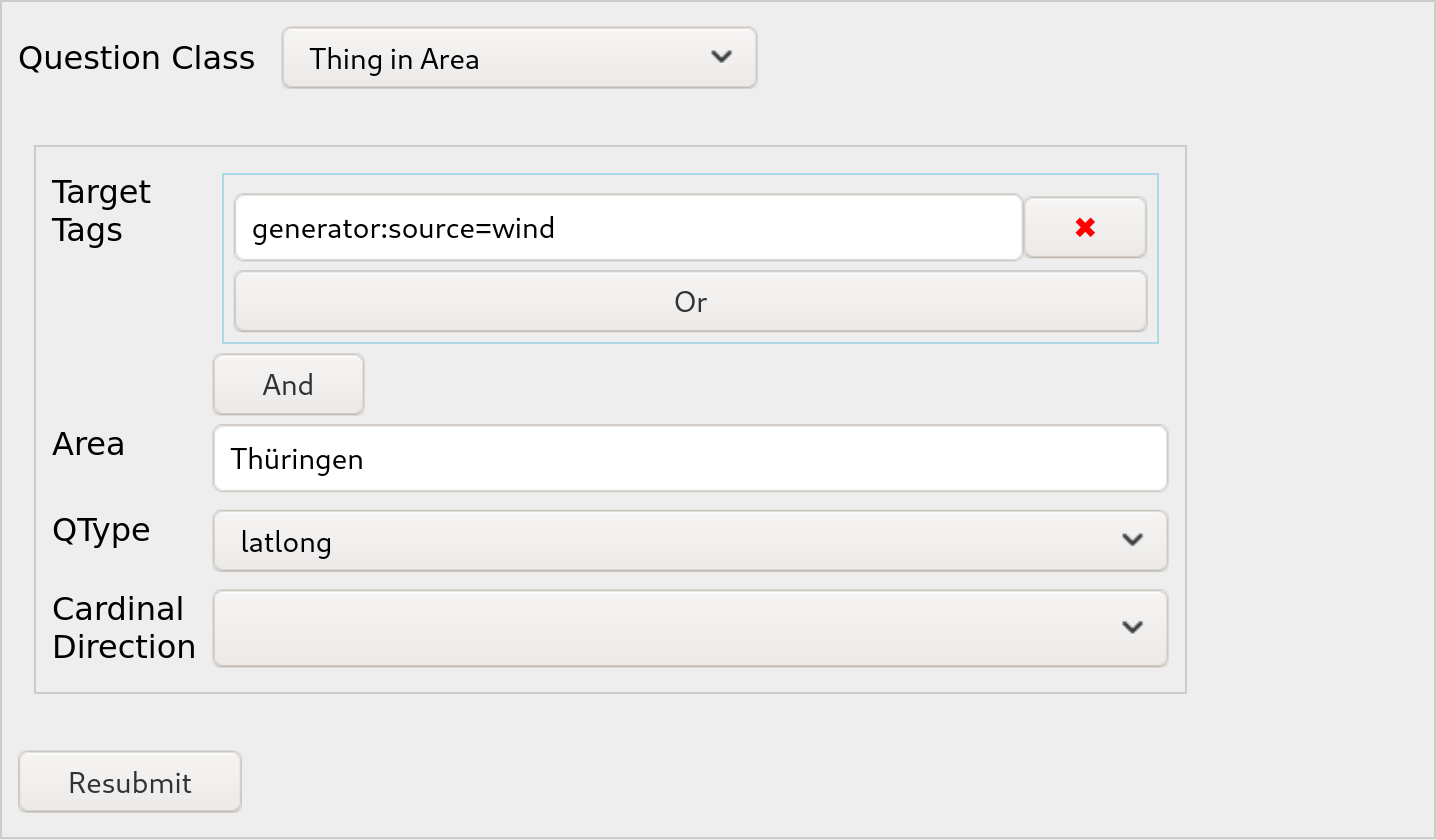 Question Class
Thing in Area
Target
Tags
generator:source=wind
✖
Or
And
Area
Thüringen
QType
latlong
Cardinal
Direction
Resubmit